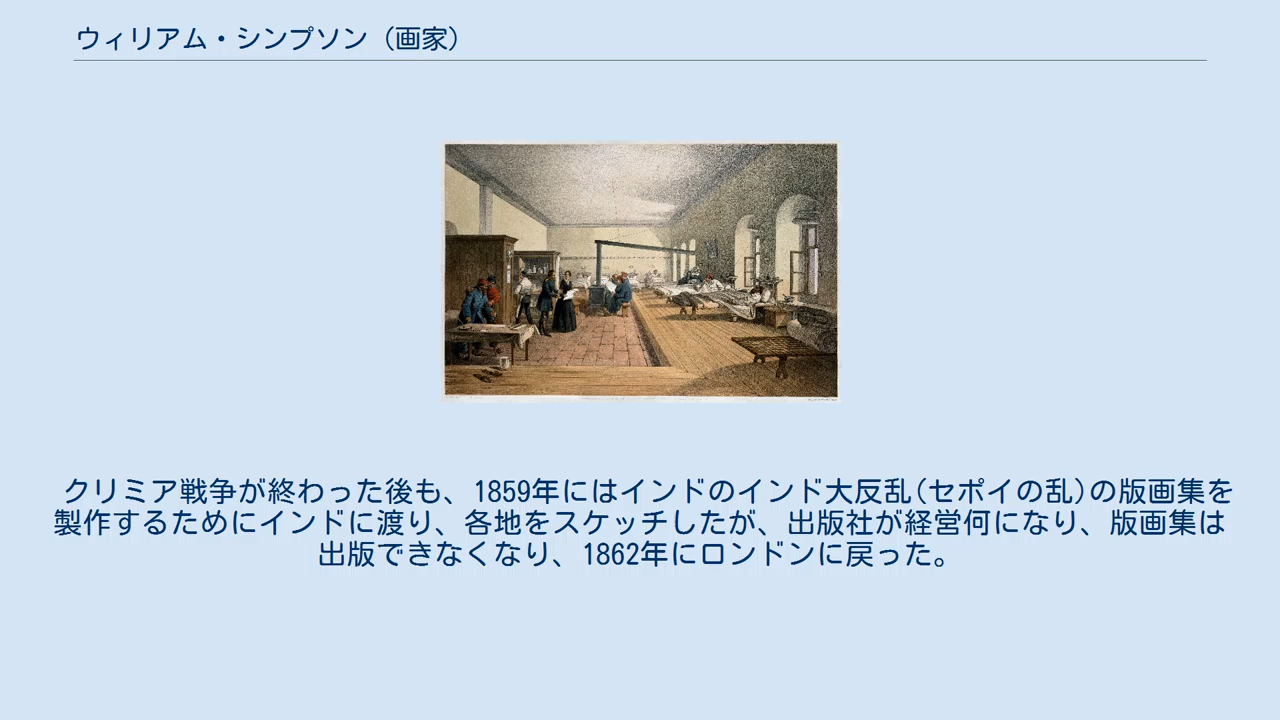 ウィリアム・シンプソン（画家）
クリミア戦争が終わった後も、1859年にはインドのインド大反乱(セポイの乱)の版画集を
製作するためにインドに渡り、各地をスケッチしたが、出版社が経営何になり、版画集は
出版できなくなり、1862年にロンドンに戻った。